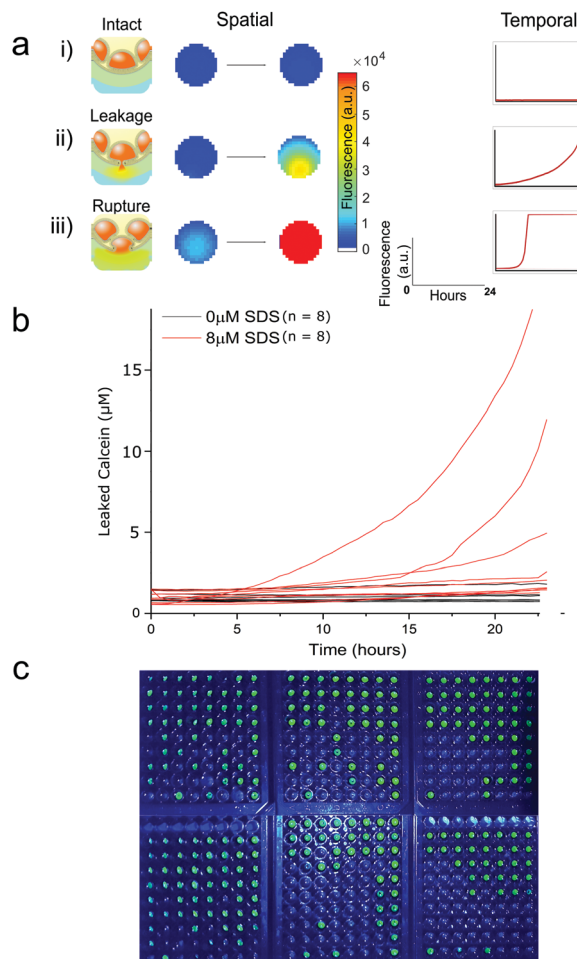 a
Intact
Spatial
Temporal
i)
×10⁴
Leakage
ii)
Fluorescence (a.u.)
6
5
4
3
2
1
0
Rupture
iii)
Fluorescence
(a.u.)
0
Hours
24
b
0μM SDS (n = 8)
8μM SDS (n = 8)
Leaked Calcein (μM)
15
10
5
0
0
5
10
15
20
Time (hours)
c